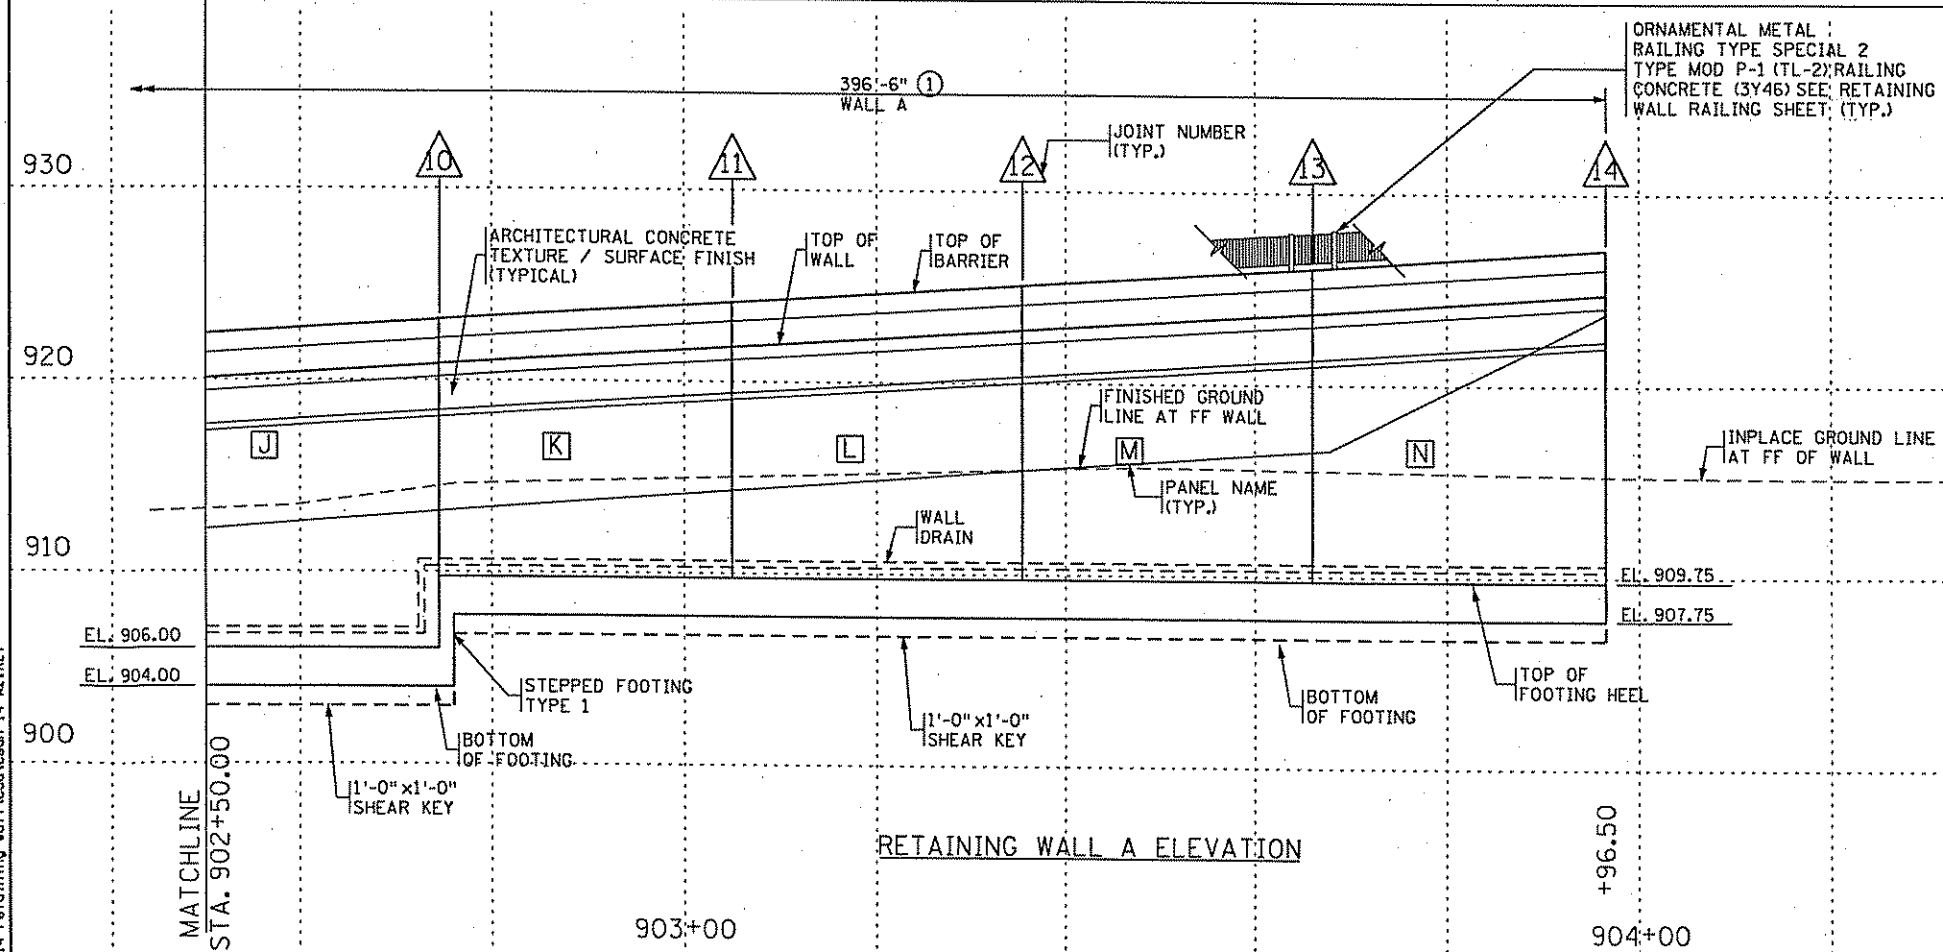 ORNAMENTAL METAL
RAILING TYPE SPECIAL 2
TYPE MOD P-1 (TL-2) RAILING
CONCRETE (3Y46) SEE RETAINING
WALL RAILING SHEET (TYP.)
396'-6" ①
WALL A
JOINT NUMBER
(TYP.)
930
10
11
12
13
14
ARCHITECTURAL CONCRETE
TEXTURE / SURFACE FINISH
(TYPICAL)
TOP OF
WALL
TOP OF
BARRIER
920
FINISHED GROUND
LINE AT FF WALL
J
K
L
M
N
INPLACE GROUND LINE
AT FF OF WALL
PANEL NAME
(TYP.)
WALL
DRAIN
910
EL. 909.75
EL. 907.75
EL. 906.00
EL. 904.00
STEPPED FOOTING
TYPE 1
TOP OF
FOOTING HEEL
BOTTOM
OF FOOTING
1'-0"x1'-0"
SHEAR KEY
900
BOTTOM
OF FOOTING
1'-0"x1'-0"
SHEAR KEY
MATCHLINE
STA. 902+50.00
RETAINING WALL A ELEVATION
+96.50
903+00
904+00